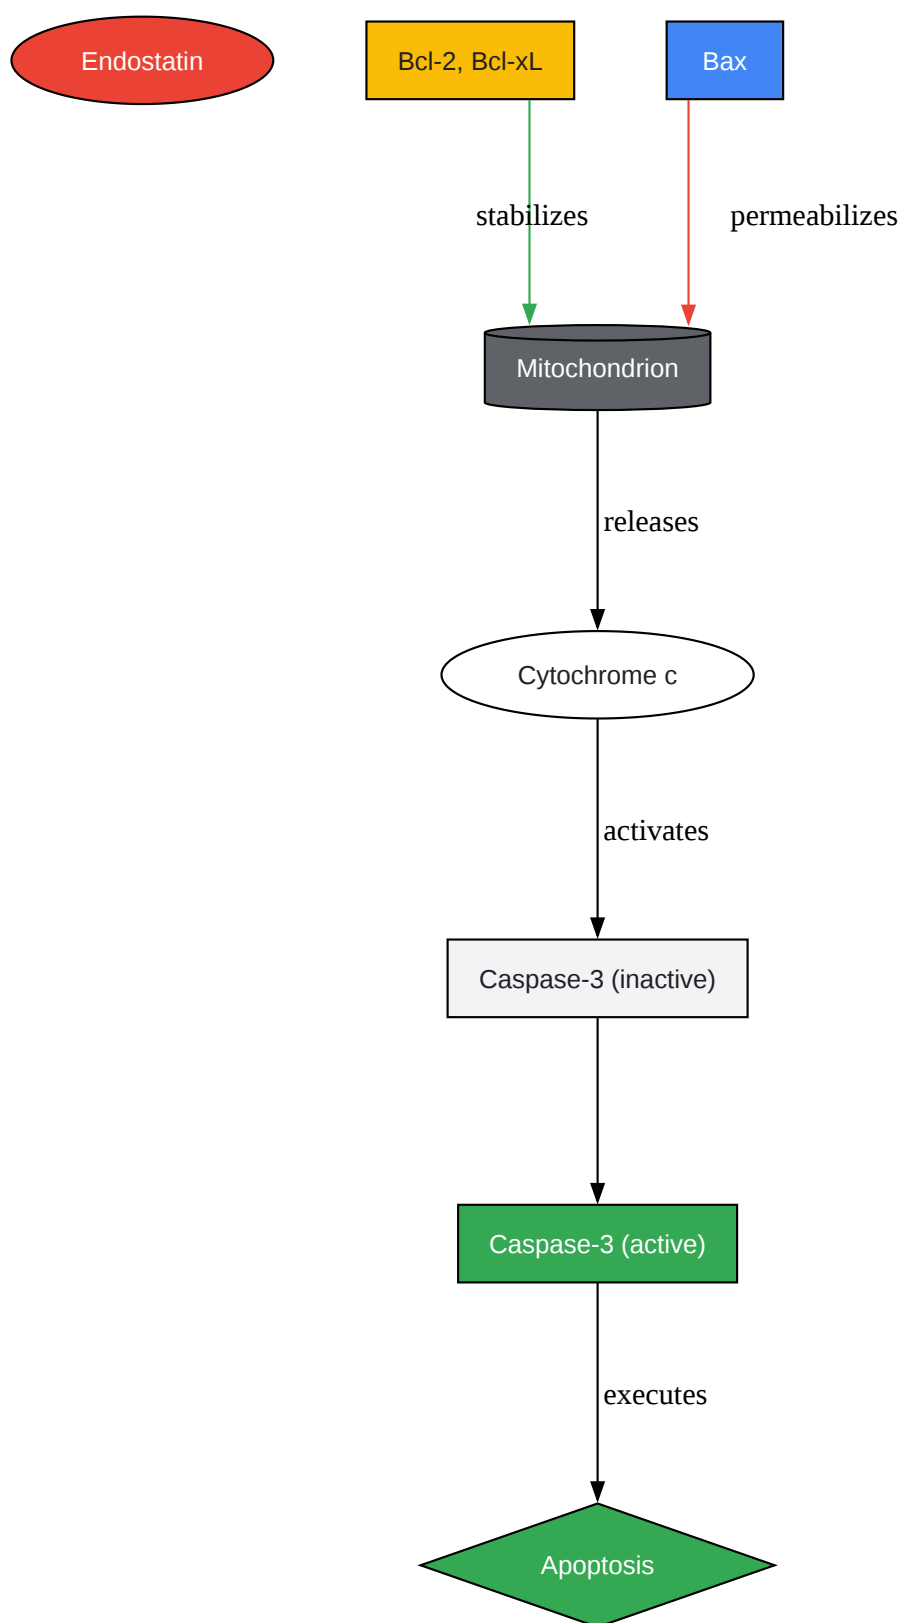 Endostatin
Bcl-2, Bcl-xL
Bax
stabilizes
permeabilizes
Mitochondrion
releases
Cytochrome c
activates
Caspase-3 (inactive)
Caspase-3 (active)
executes
Apoptosis